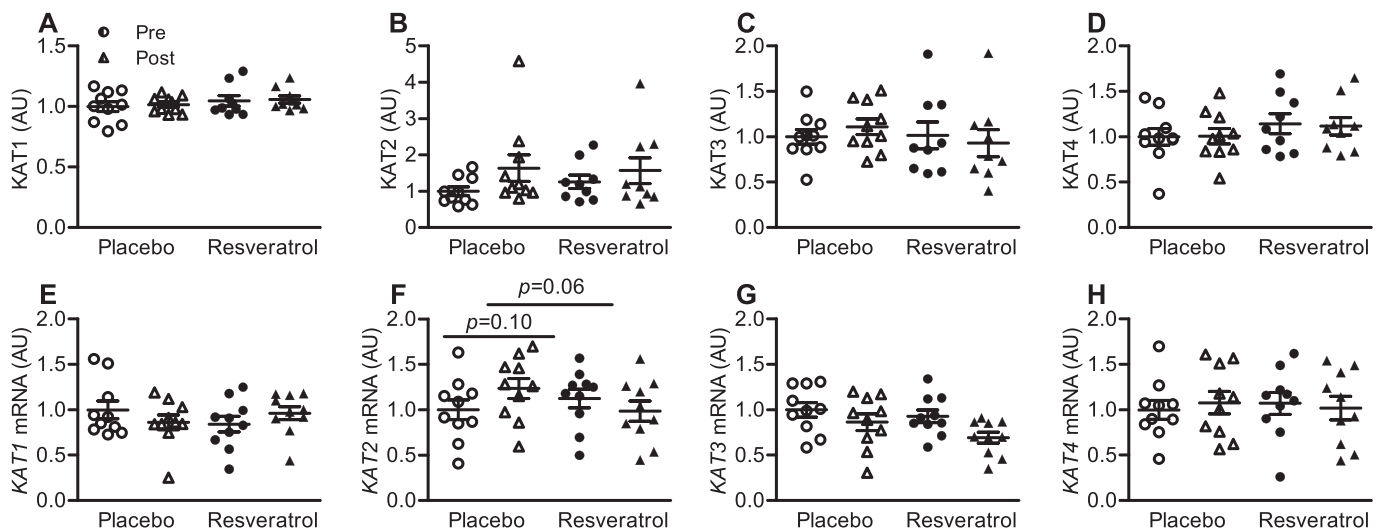 A
Pre
Post
KAT1 (AU)
1.5
1.0
0.5
0.0
Placebo Resveratrol
B
KAT2 (AU)
5
4
3
2
1
0
Placebo Resveratrol
C
KAT3 (AU)
2.0
1.5
1.0
0.5
0.0
Placebo Resveratrol
D
KAT4 (AU)
2.0
1.5
1.0
0.5
0.0
Placebo Resveratrol
E
KAT1 mRNA (AU)
2.0
1.5
1.0
0.5
0.0
Placebo Resveratrol
F
p=0.06
p=0.10
KAT2 mRNA (AU)
2.0
1.5
1.0
0.5
0.0
Placebo Resveratrol
G
KAT3 mRNA (AU)
2.0
1.5
1.0
0.5
0.0
Placebo Resveratrol
H
KAT4 mRNA (AU)
2.0
1.5
1.0
0.5
0.0
Placebo Resveratrol